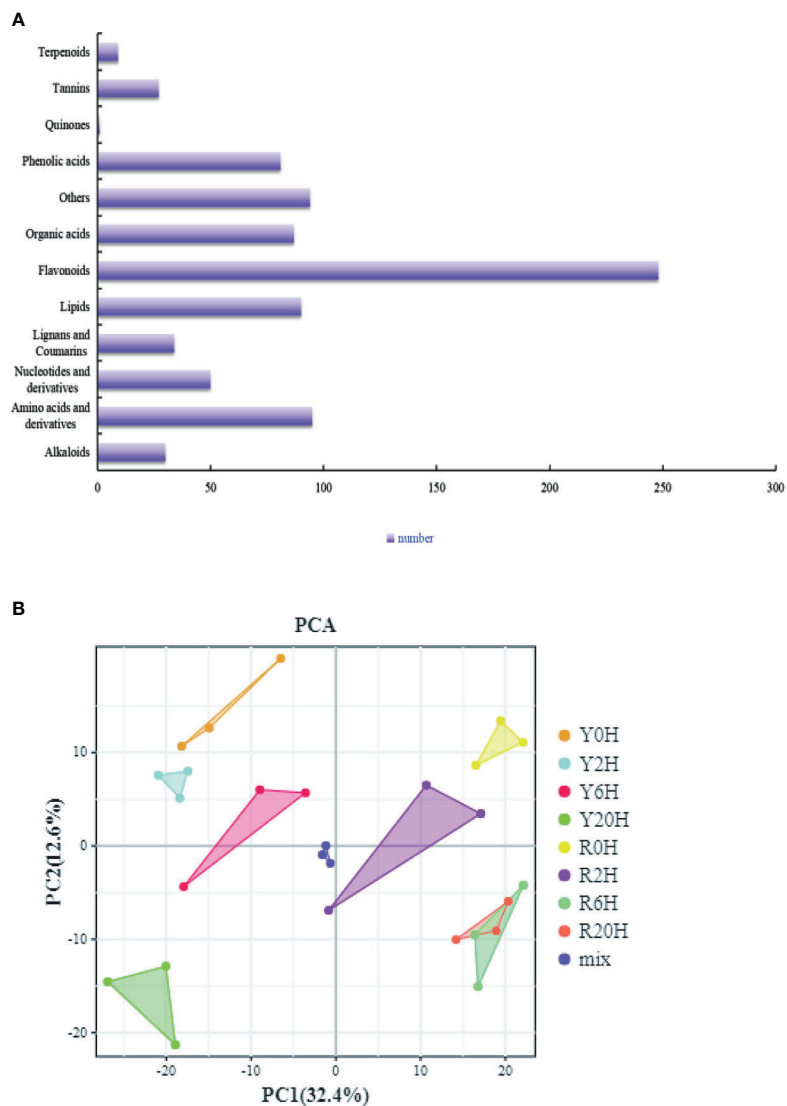 A
Terpenoids
Tannins
Quinones
Phenolic acids
Others
Organic acids
Flavonoids
Lipids
Lignans and
Coumarins
Nucleotides and
derivatives
Amino acids and
derivatives
Alkaloids
0 50 100 150 200 250 300
number
B
PCA
PC2(12.6%)
10
0
-10
-20
-20 -10 0 10 20
PC1(32.4%)
Y0H
Y2H
Y6H
Y20H
R0H
R2H
R6H
R20H
mix